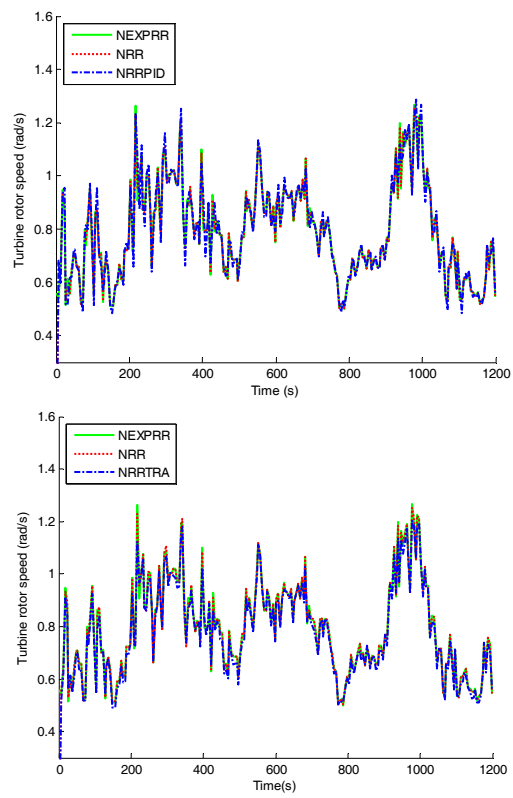 1.6
NEXPRR
NRR
NRRPID
1.4
1.2
1
0.8
0.6
0.4
Turbine rotor speed (rad/s)
0 200 400 600 800 1000 1200
Time (s)
1.6
NEXPRR
NRR
NRRTRA
1.4
1.2
1
0.8
0.6
0.4
Turbine rotor speed (rad/s)
0 200 400 600 800 1000 1200
Time(s)